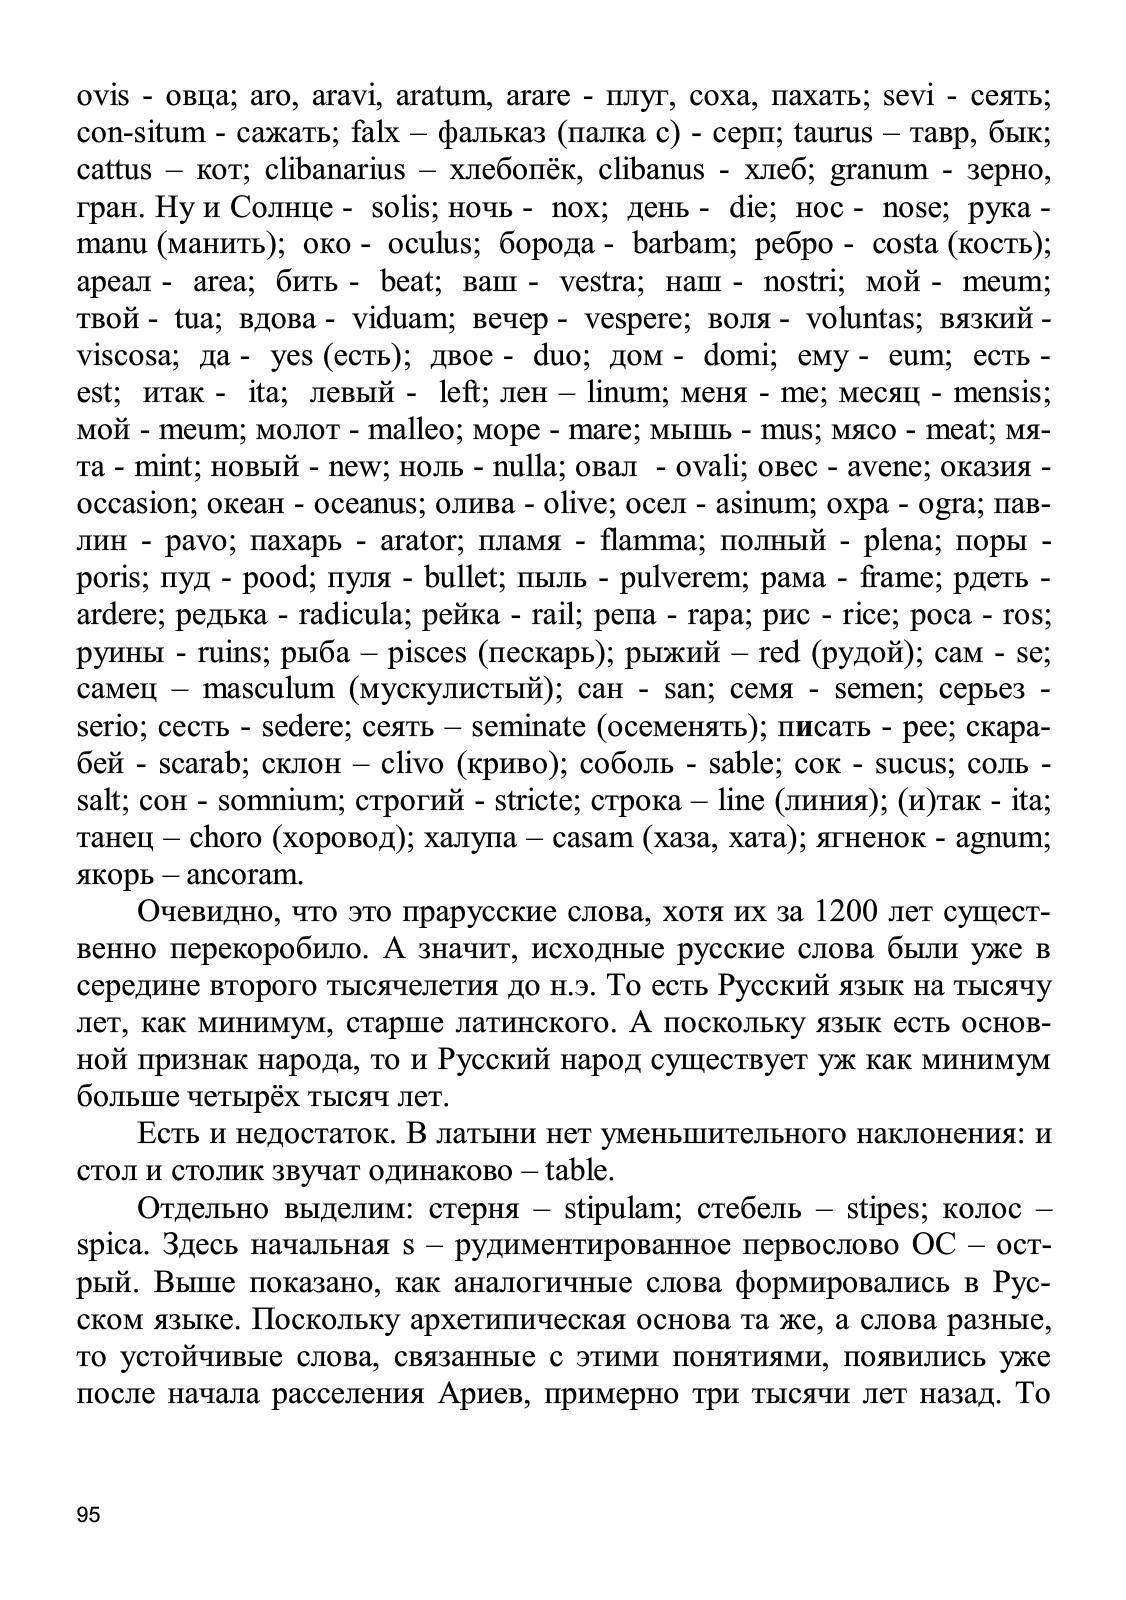 ovis - овца; aro, aravi, aratum, arare - плуг, соха, пахать; sevi - сеять;
con-situm - сажать; falx – фальказ (палка с) - серп; taurus – тавр, бык;
cattus – кот; clibanarius – хлебопёк, clibanus - хлеб; granum - зерно,
гран. Ну и Солнце - solis; ночь - nox; день - die; нос - nose; рука -
manu (манить); око - oculus; борода - barbam; ребро - costa (кость);
ареал - area; бить - beat; ваш - vestra; наш - nostri; мой - meum;
твой - tua; вдова - viduam; вечер - vespere; воля - voluntas; вязкий -
viscosa; да - yes (есть); двое - duo; дом - domi; ему - eum; есть -
est; итак - ita; левый - left; лен – linum; меня - me; месяц - mensis;
мой - meum; молот - malleo; море - mare; мышь - mus; мясо - meat; мя-
та - mint; новый - new; ноль - nulla; овал - ovali; овес - avene; оказия -
occasion; океан - oceanus; олива - olive; осел - asinum; охра - ogra; пав-
лин - pavo; пахарь - arator; пламя - flamma; полный - plena; поры -
poris; пуд - pood; пуля - bullet; пыль - pulverem; рама - frame; рдеть -
ardere; редька - radicula; рейка - rail; репа - rapa; рис - rice; роса - ros;
руины - ruins; рыба – pisces (пескарь); рыжий – red (рудой); сам - se;
самец – masculum (мускулистый); сан - san; семя - semen; серьез -
serio; сесть - sedere; сеять – seminate (осеменять); писать - pee; скара-
бей - scarab; склон – clivo (криво); соболь - sable; сок - sucus; соль -
salt; сон - somnium; строгий - stricte; строка – line (линия); (и)так - ita;
танец – choro (хоровод); халупа – casam (хаза, хата); ягненок - agnum;
якорь – ancoram.
Очевидно, что это прарусские слова, хотя их за 1200 лет сущест-
венно перекоробило. А значит, исходные русские слова были уже в
середине второго тысячелетия до н.э. То есть Русский язык на тысячу
лет, как минимум, старше латинского. А поскольку язык есть основ-
ной признак народа, то и Русский народ существует уж как минимум
больше четырёх тысяч лет.
Есть и недостаток. В латыни нет уменьшительного наклонения: и
стол и столик звучат одинаково – table.
Отдельно выделим: стерня – stipulam; стебель – stipes; колос –
spica. Здесь начальная s – рудиментированное первослово ОС – ост-
рый. Выше показано, как аналогичные слова формировались в Рус-
ском языке. Поскольку архетипическая основа та же, а слова разные,
то устойчивые слова, связанные с этими понятиями, появились уже
после начала расселения Ариев, примерно три тысячи лет назад. То
95